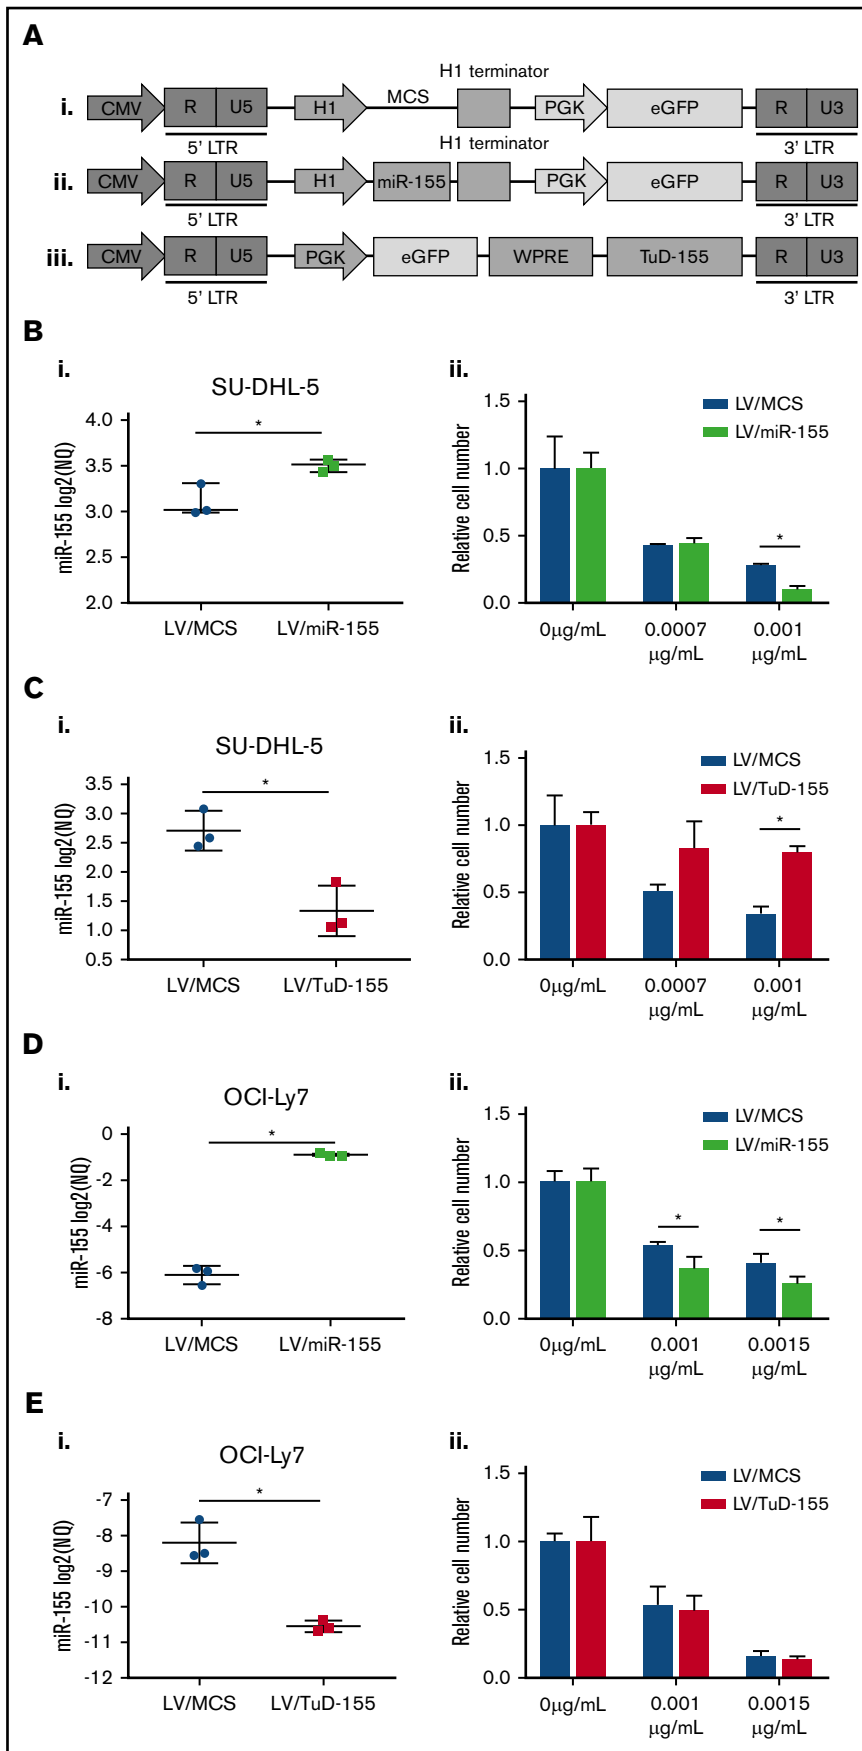 A
H1 terminator
i. CMV R U5 H1 MCS PGK eGFP R U3
5' LTR 3' LTR
H1 terminator
ii. CMV R U5 H1 miR-155 PGK eGFP R U3
5' LTR 3' LTR
iii. CMV R U5 PGK eGFP WPRE TuD-155 R U3
5' LTR 3' LTR
B
i.
SU-DHL-5
miR-155 log2(NQ)
4.0
3.5
3.0
2.5
2.0
*
LV/MCS LV/miR-155
ii.
Relative cell number
1.5
1.0
0.5
0.0
LV/MCS
LV/miR-155
*
0μg/mL 0.0007 0.001
μg/mL μg/mL
C
i.
SU-DHL-5
miR-155 log2(NQ)
3.5
3.0
2.5
2.0
1.5
1.0
0.5
*
LV/MCS LV/TuD-155
ii.
Relative cell number
1.5
1.0
0.5
0.0
LV/MCS
LV/TuD-155
*
0μg/mL 0.0007 0.001
μg/mL μg/mL
D
i.
OCI-Ly7
miR-155 log2(NQ)
0
-2
-4
-6
-8
*
LV/MCS LV/miR-155
ii.
Relative cell number
1.5
1.0
0.5
0.0
LV/MCS
LV/miR-155
* *
0μg/mL 0.001 0.0015
μg/mL μg/mL
E
i.
OCI-Ly7
miR-155 log2(NQ)
-7
-8
-9
-10
-11
-12
*
LV/MCS LV/TuD-155
ii.
Relative cell number
1.5
1.0
0.5
0.0
LV/MCS
LV/TuD-155
0μg/mL 0.001 0.0015
μg/mL μg/mL